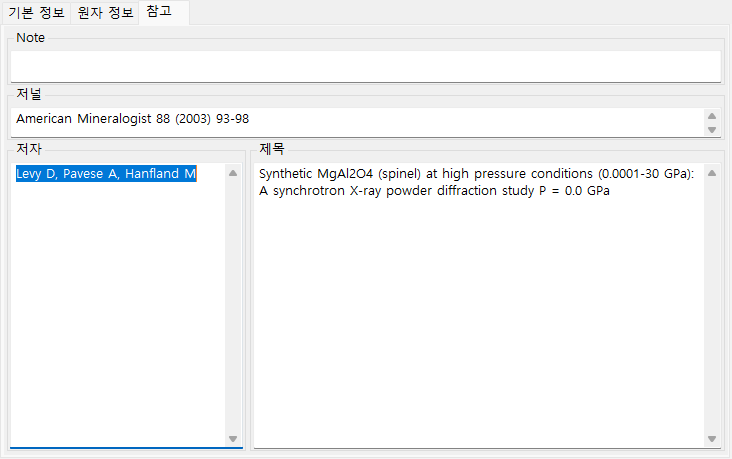 기본 정보 원자 정보 참고
Note
저널
American Mineralogist 88 (2003) 93-98
저자
Levy D, Pavese A, Hanfland M
제목
Synthetic MgAl2O4 (spinel) at high pressure conditions (0.0001-30 GPa):
A synchrotron X-ray powder diffraction study P = 0.0 GPa